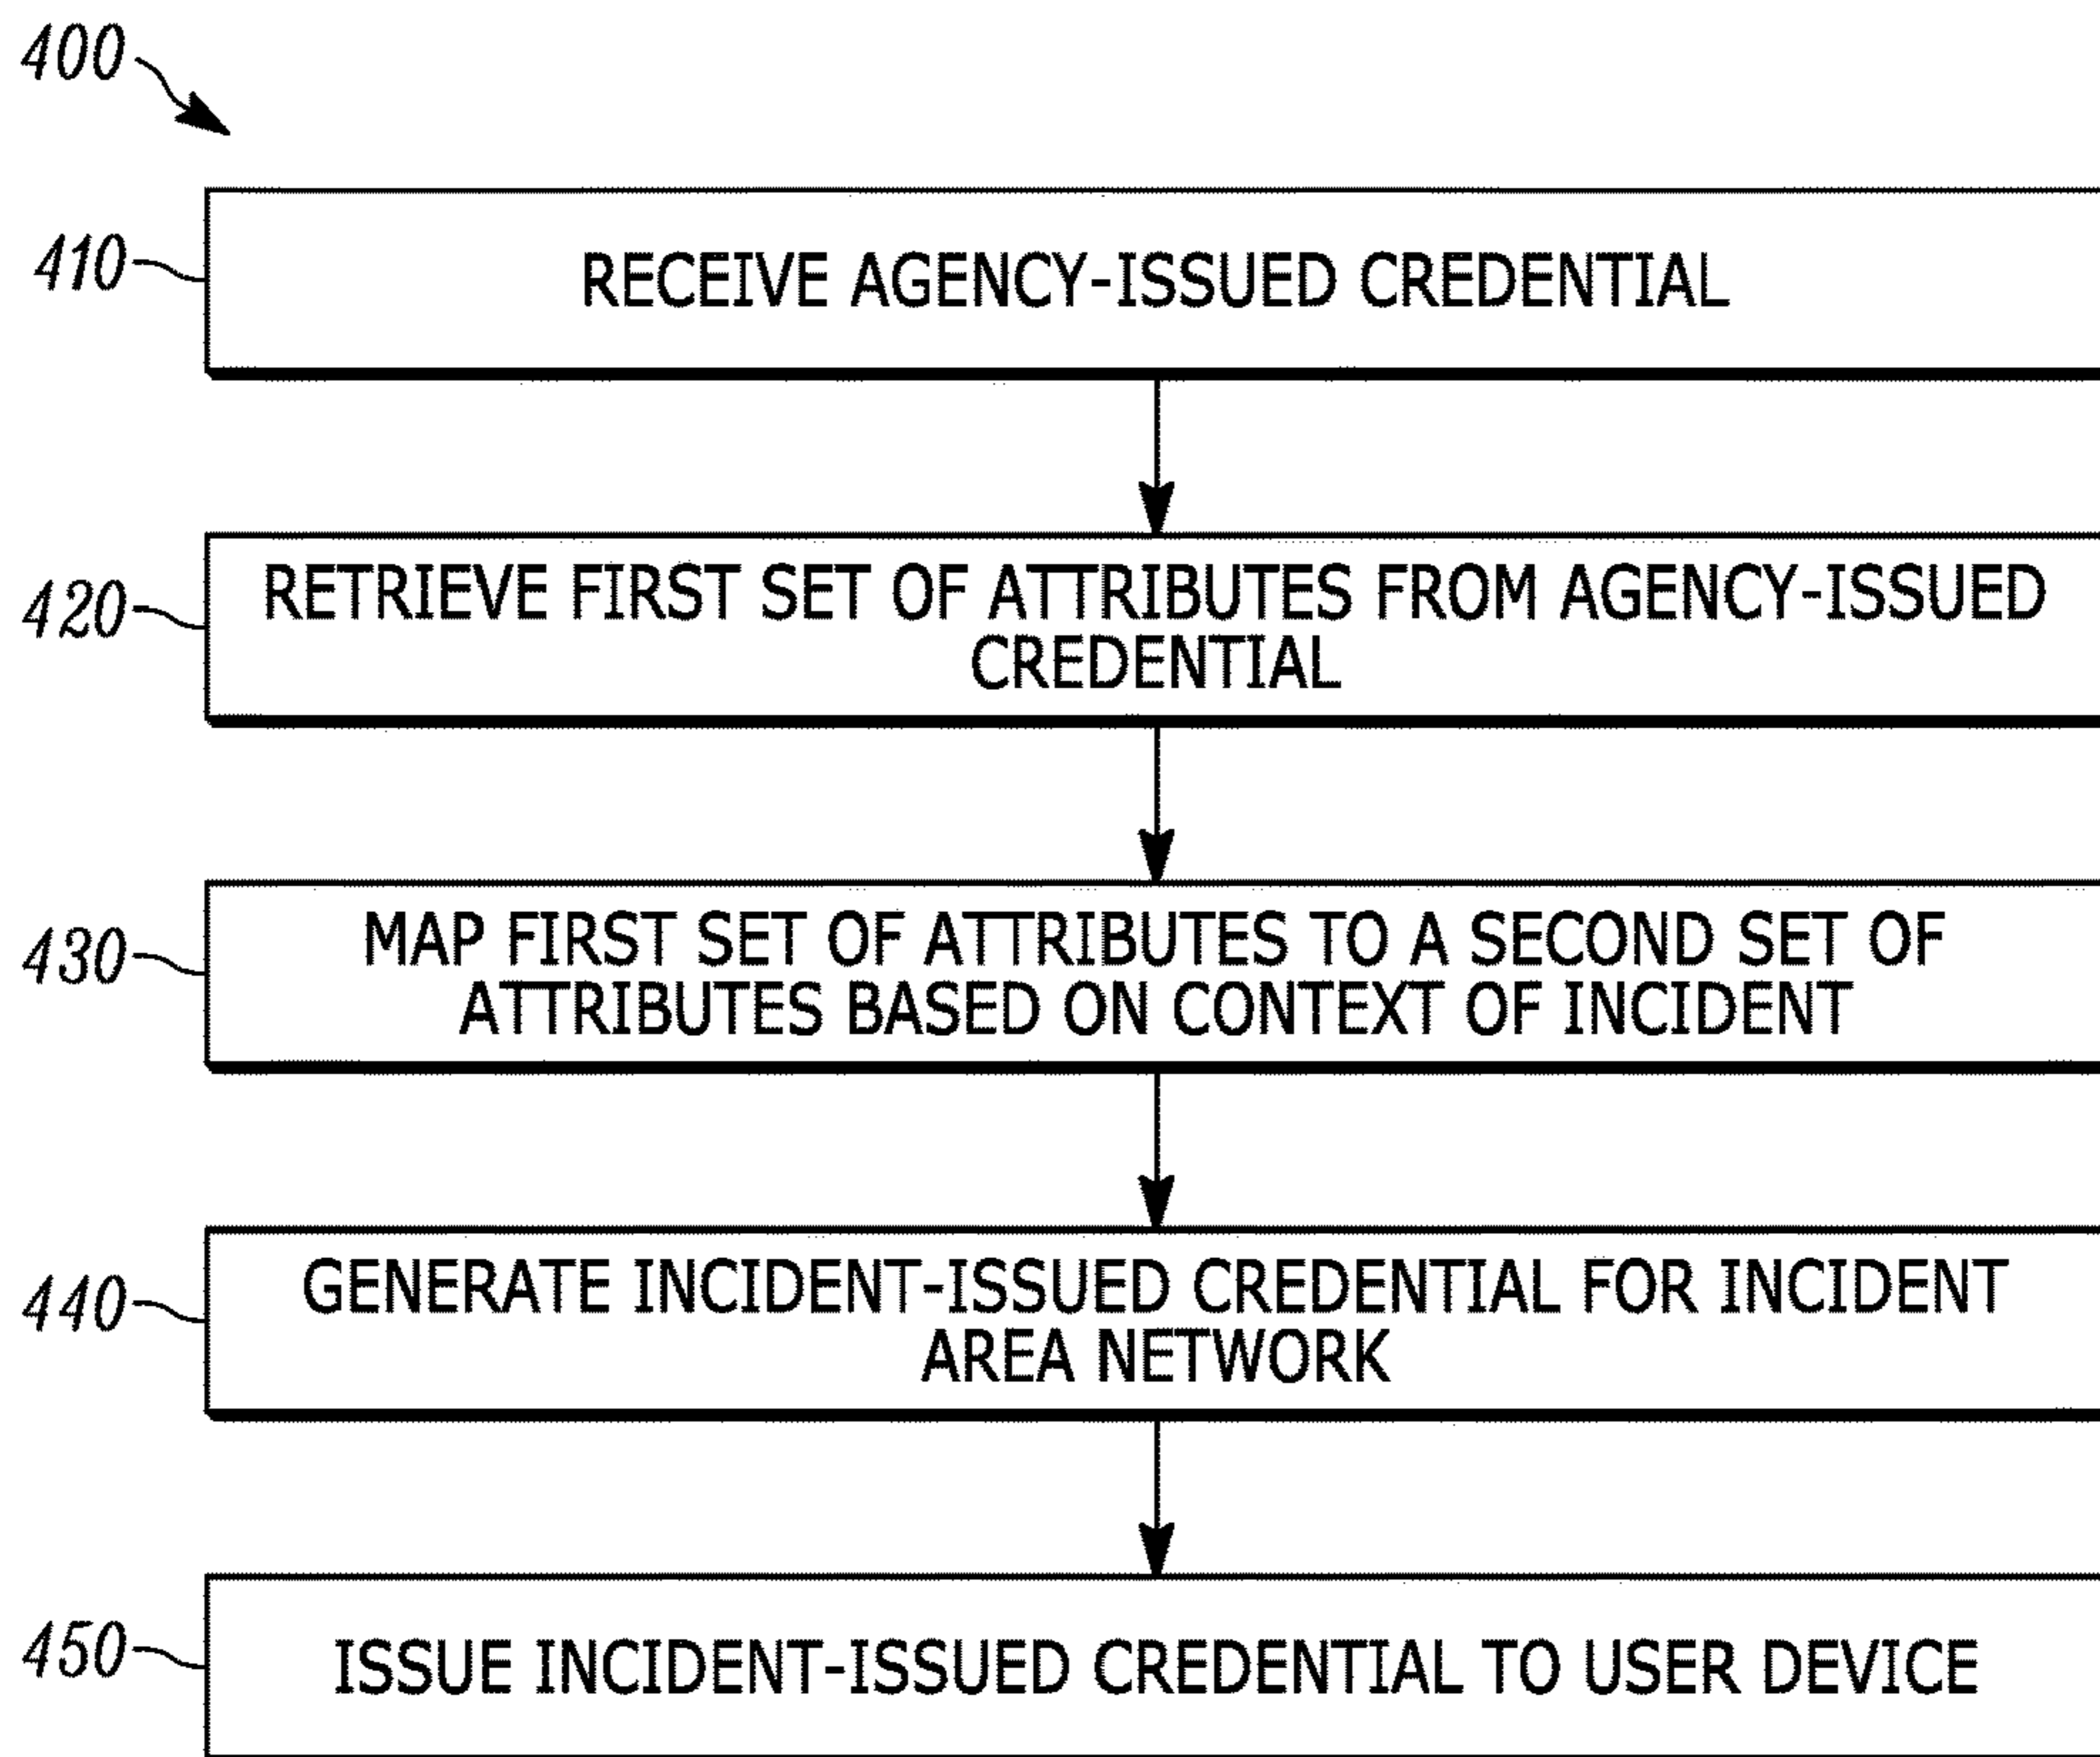 400
410
RECEIVE AGENCY-ISSUED CREDENTIAL
420
RETRIEVE FIRST SET OF ATTRIBUTES FROM AGENCY-ISSUED
CREDENTIAL
430
MAP FIRST SET OF ATTRIBUTES TO A SECOND SET OF
ATTRIBUTES BASED ON CONTEXT OF INCIDENT
440
GENERATE INCIDENT-ISSUED CREDENTIAL FOR INCIDENT
AREA NETWORK
450
ISSUE INCIDENT-ISSUED CREDENTIAL TO USER DEVICE